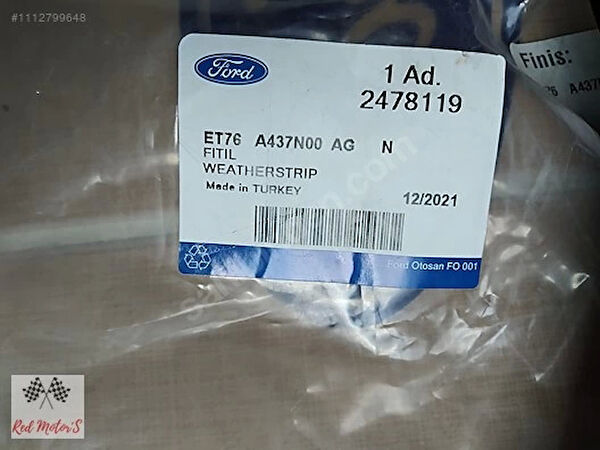 #1112799648
Ford
1 Ad.
2478119
ET76 A437N00 AG N
FITIL
WEATHERSTRIP
Made in TURKEY
12/2021
Ford Otosan FO 001
Finis:
Red Motor'S